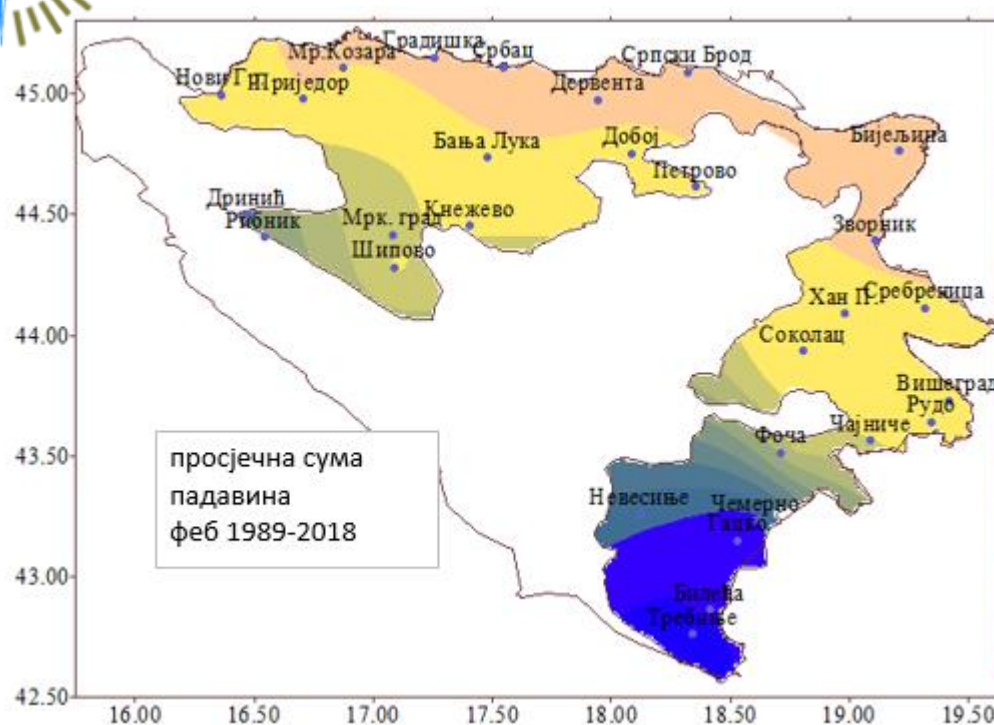 Градишка
Мр.Козара
Србац
Српски Брод
Нови Г
Приједор
Дервента
45.00
Бања Лука
Добој
Бијељина
Петрово
Дринић
44.50
Рибник
Мрк. град
Кнежево
Зворник
Шипово
Хан П.
Сребреница
44.00
Соколац
Вишеград
Рудо
Чајниче
43.50
Фоча
просјечна сума
падавина
феб 1989-2018
Невесиње
Чемерно
Гацко
43.00
Билећа
Требиње
42.50
16.00 16.50 17.00 17.50 18.00 18.50 19.00 19.50